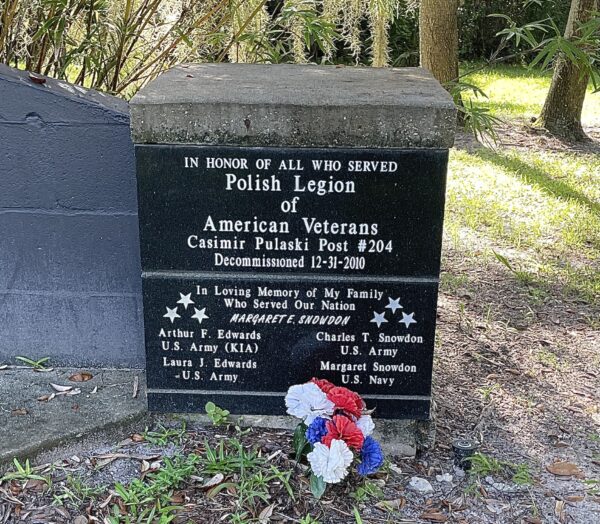 IN HONOR OF ALL WHO SERVED
Polish Legion
of
American Veterans
Casimir Pulaski Post #204
Decommissioned 12-31-2010
In Loving Memory of My Family
Who Served Our Nation
MARGARET E. SNOWDON
Arthur F. Edwards
U.S. Army (KIA)
Laura J. Edwards
U.S. Army
Charles T. Snowdon
U.S. Army
Margaret Snowdon
U.S. Navy